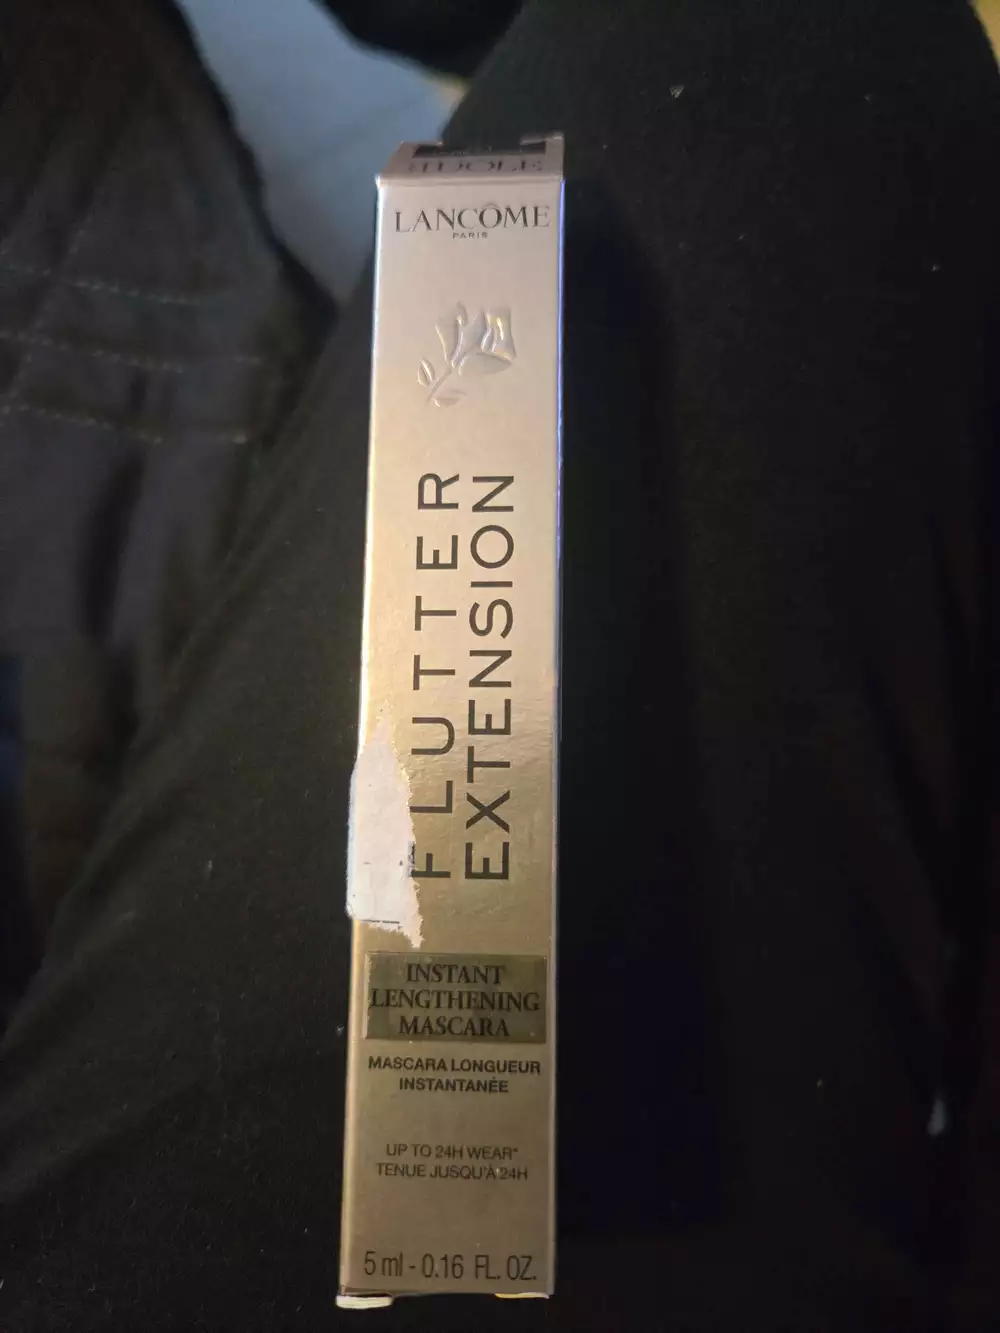 LANCÔME
PARIS
FLUTTER
EXTENSION
INSTANT
LENGTHENING
MASCARA
MASCARA LONGUEUR
INSTANTANÉE
UP TO 24H WEAR*
TENUE JUSQU'À 24H
5 ml - 0.16 FL. OZ.